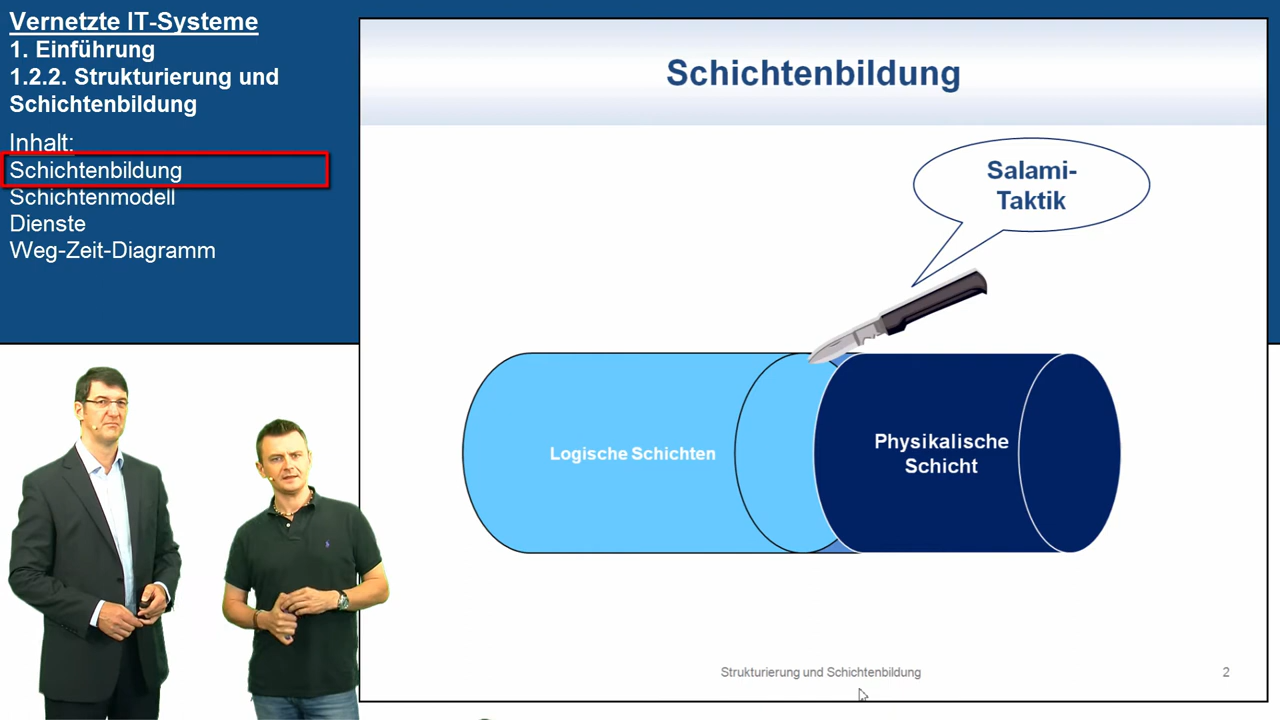 Vernetzte IT-Systeme
1. Einführung
1.2.2. Strukturierung und
Schichtenbildung
Inhalt:
Schichtenbildung
Schichtenmodell
Dienste
Weg-Zeit-Diagramm
Schichtenbildung
Salami-
Taktik
Logische Schichten
Physikalische
Schicht
Strukturierung und Schichtenbildung
2